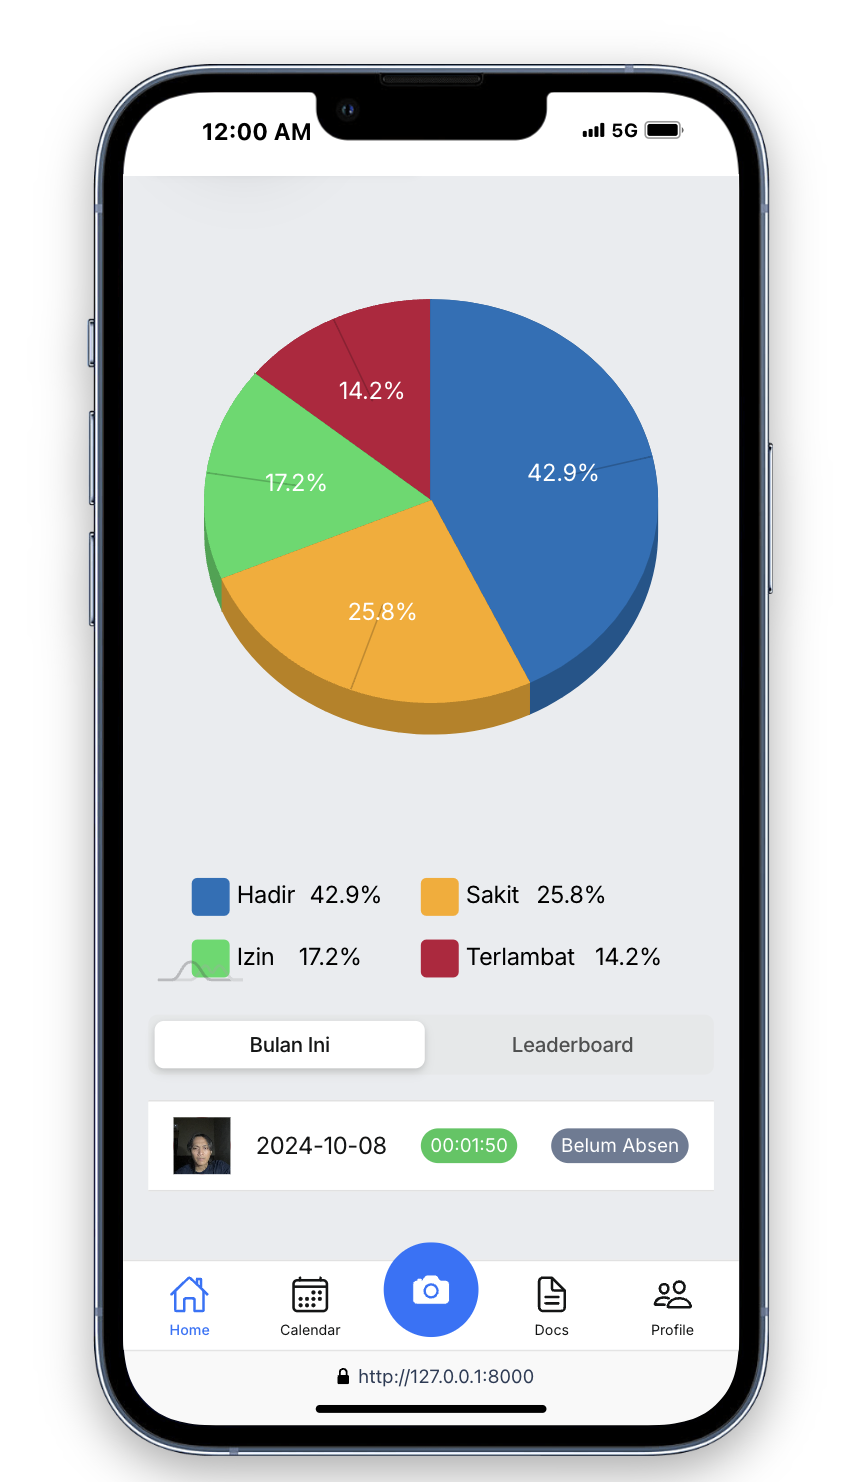 12:00 AM 5G
14.2%
42.9%
17.2%
25.8%
Hadir 42.9% Sakit 25.8%
Izin 17.2% Terlambat 14.2%
Bulan Ini Leaderboard
2024-10-08 00:01:50 Belum Absen
Home Calendar Docs Profile
http://127.0.0.1:8000